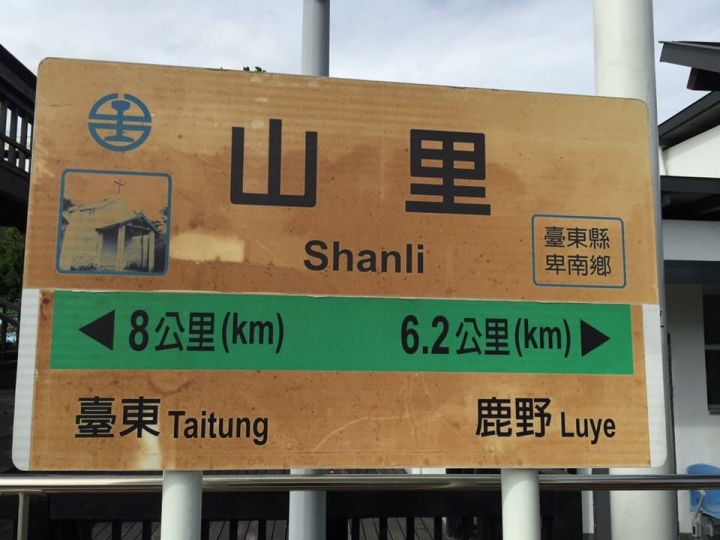 山里
Shanli
臺東縣
卑南鄉
8公里(km)
6.2公里(km)
臺東 Taitung
鹿野 Luye